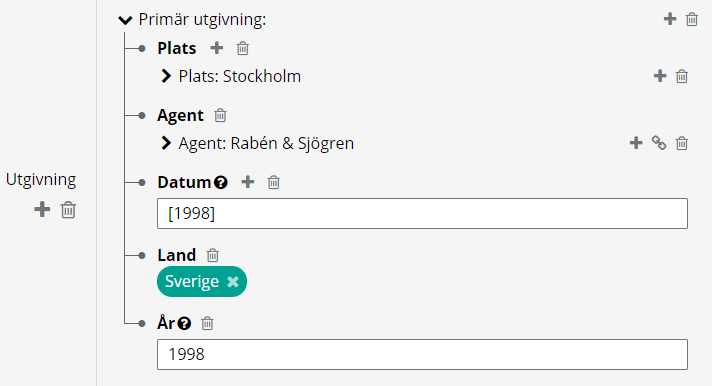 Primär utgivning:
Plats
Plats: Stockholm
Agent
Agent: Rabén & Sjögren
Utgivning
Datum
[1998]
Land
Sverige
År
1998